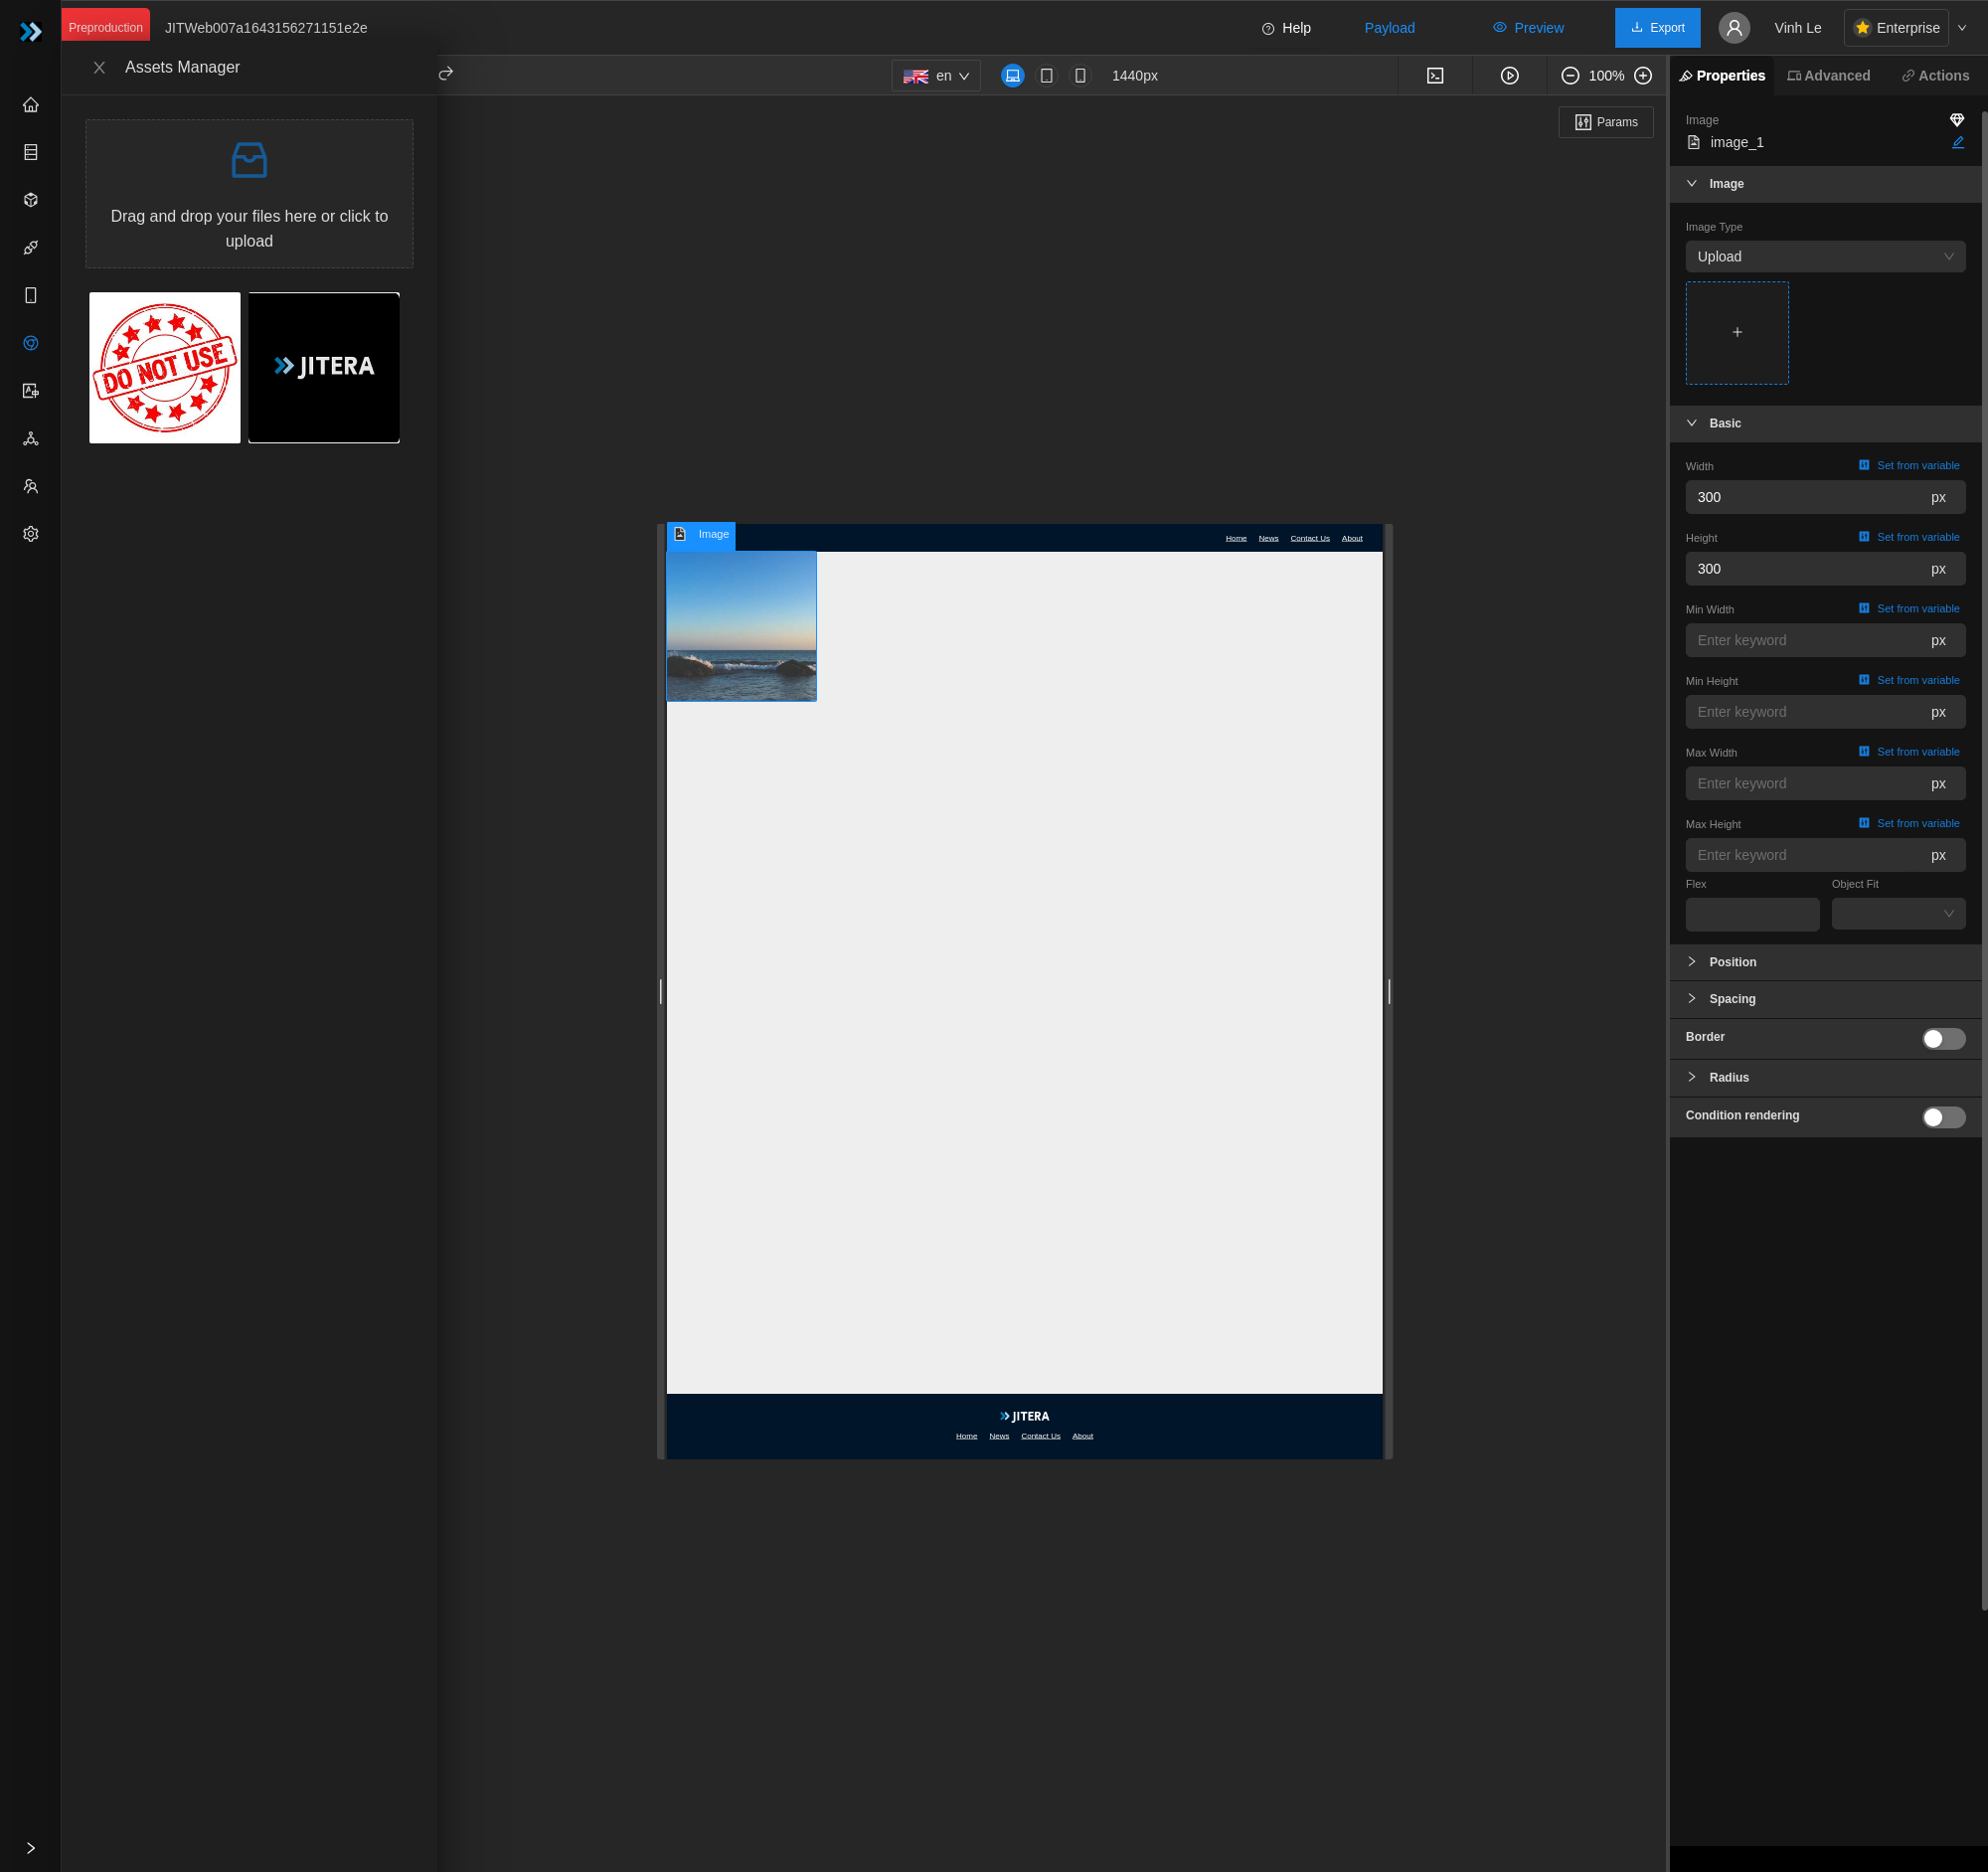 Preproduction
JITWeb007a1643156271151e2e
Help
Payload
Preview
Export
Vinh Le
Enterprise
Assets Manager
en
1440px
100%
Properties
Advanced
Actions
Drag and drop your files here or click to
upload
DO NOT USE
JITERA
Params
Image
image_1
Image
Image Type
Upload
Basic
Width
Set from variable
300
px
Height
Set from variable
300
px
Min Width
Set from variable
Enter keyword
px
Min Height
Set from variable
Enter keyword
px
Max Width
Set from variable
Enter keyword
px
Max Height
Set from variable
Enter keyword
px
Flex
Object Fit
Position
Spacing
Border
Radius
Condition rendering
Image
Home
News
Contact Us
About
JITERA
Home
News
Contact Us
About